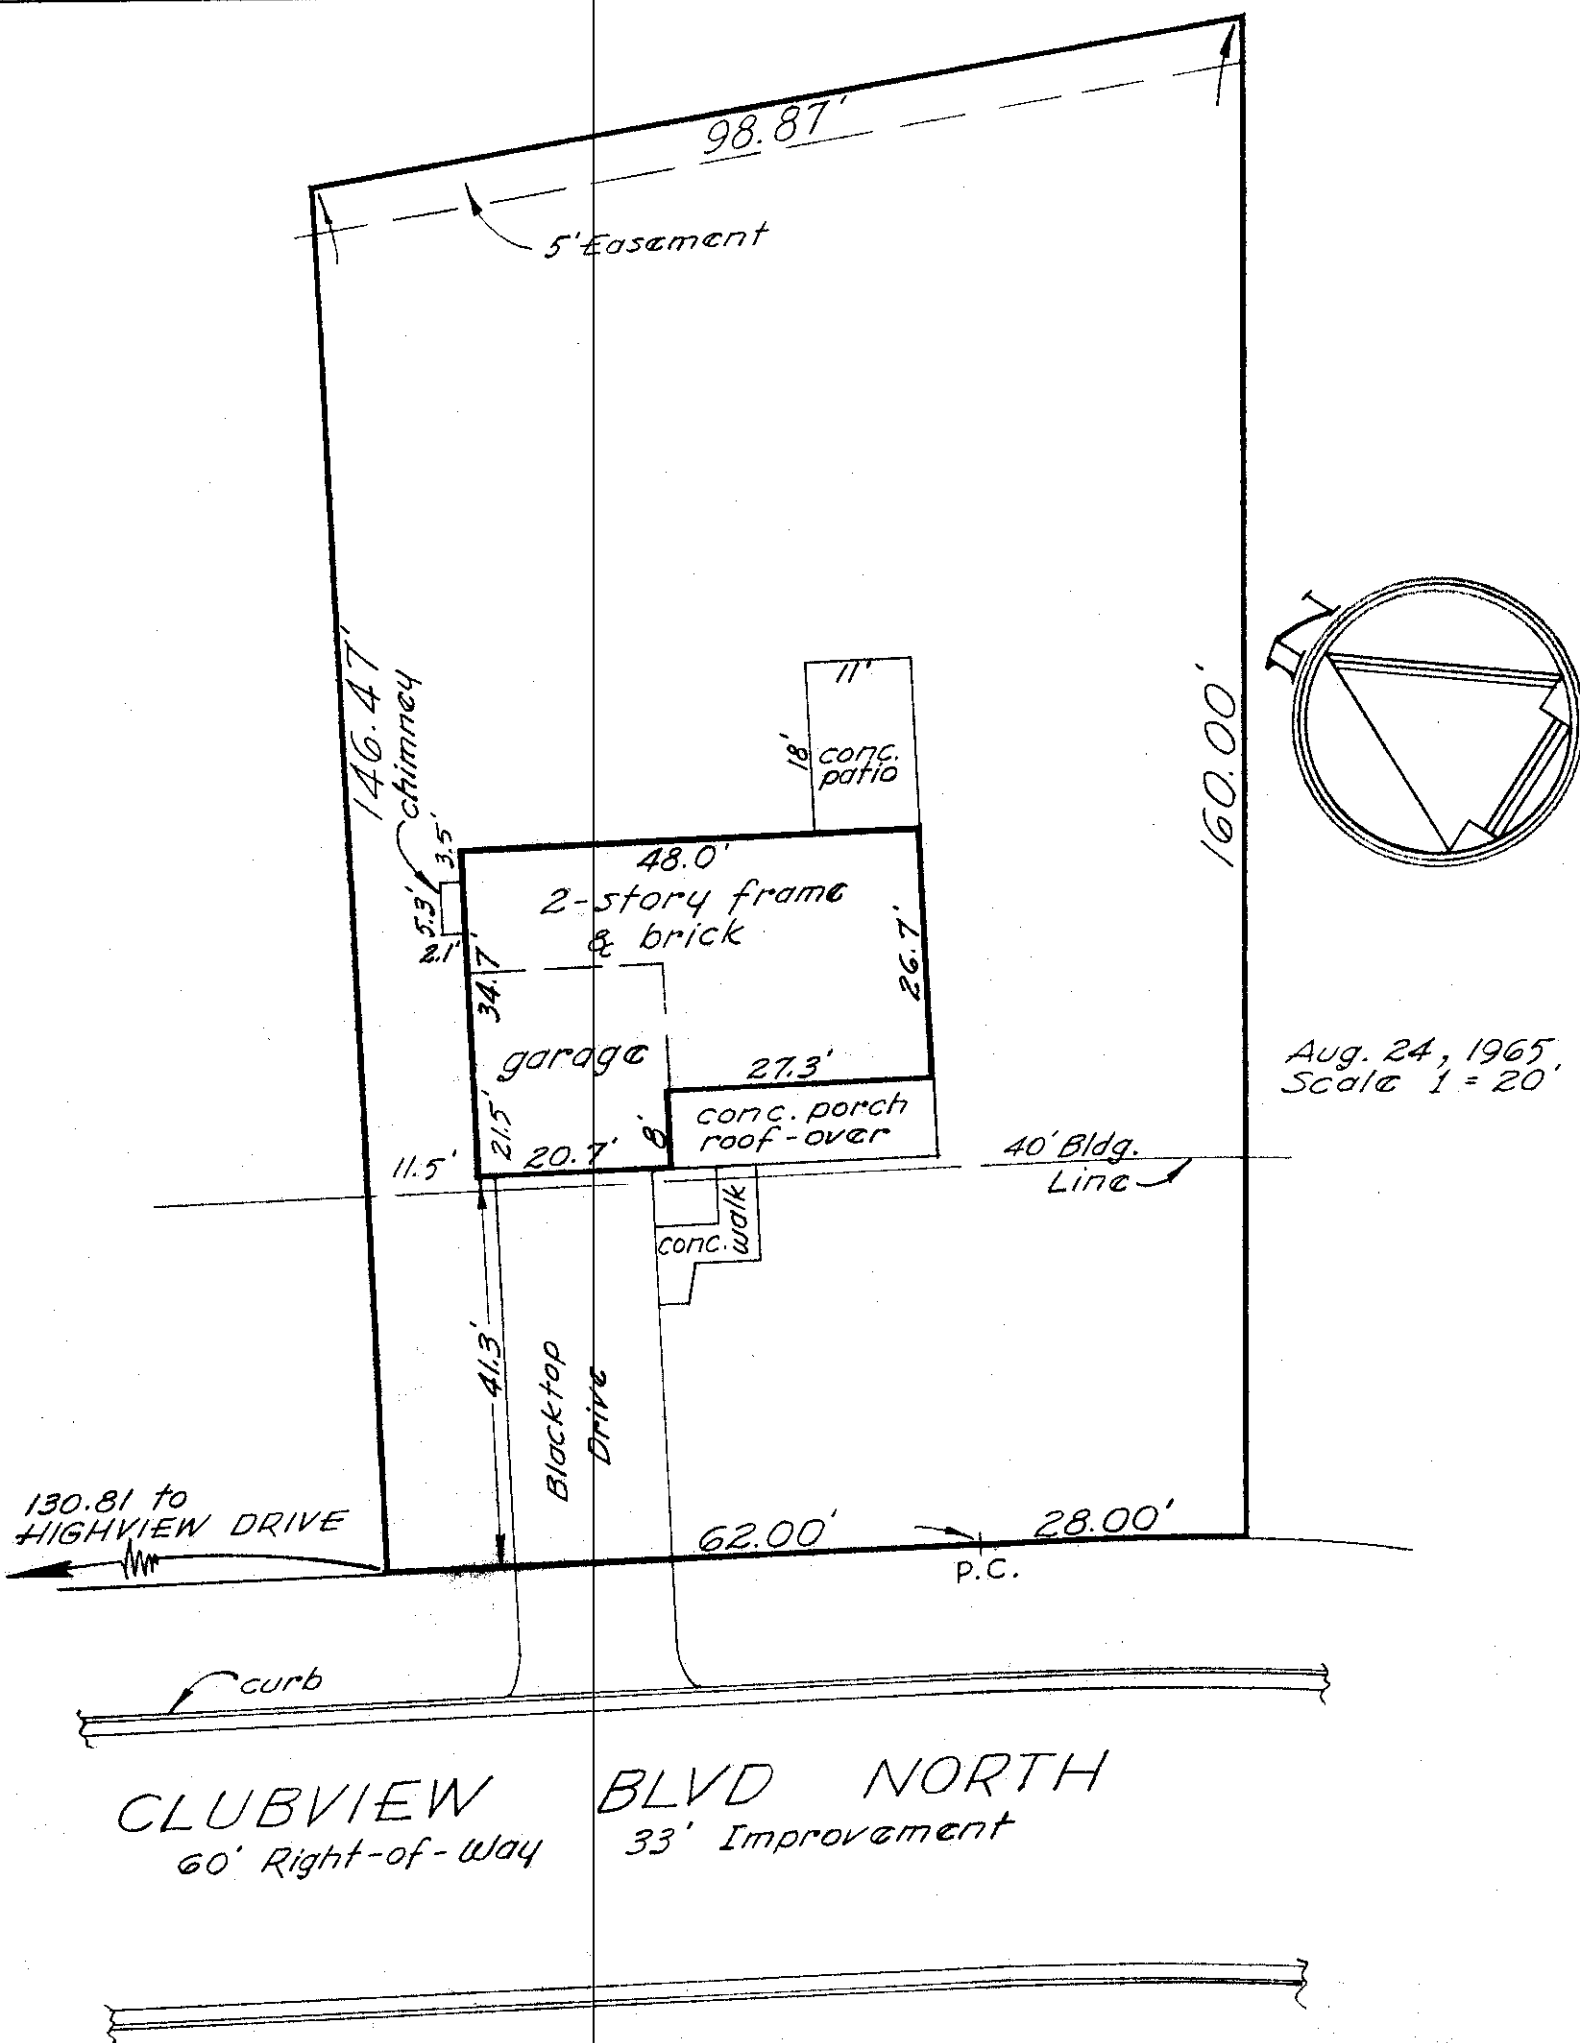 98.87'
5' Easement
146.47'
chimney
11'
18'
conc.
patio
160.00'
N
3.5'
5.3'
2.1'
48.0'
2-story frame
& brick
34.7'
26.7'
garage
27.3'
Aug. 24, 1965
Scale 1 = 20'
conc. porch
roof-over
21.5'
20.7'
8'
11.5'
40' Bldg.
Line
conc. walk
41.3'
Blacktop
Drive
130.81 to
HIGHVIEW DRIVE
62.00'
28.00'
P.C.
curb
CLUBVIEW BLVD NORTH
60' Right-of-Way 33' Improvement